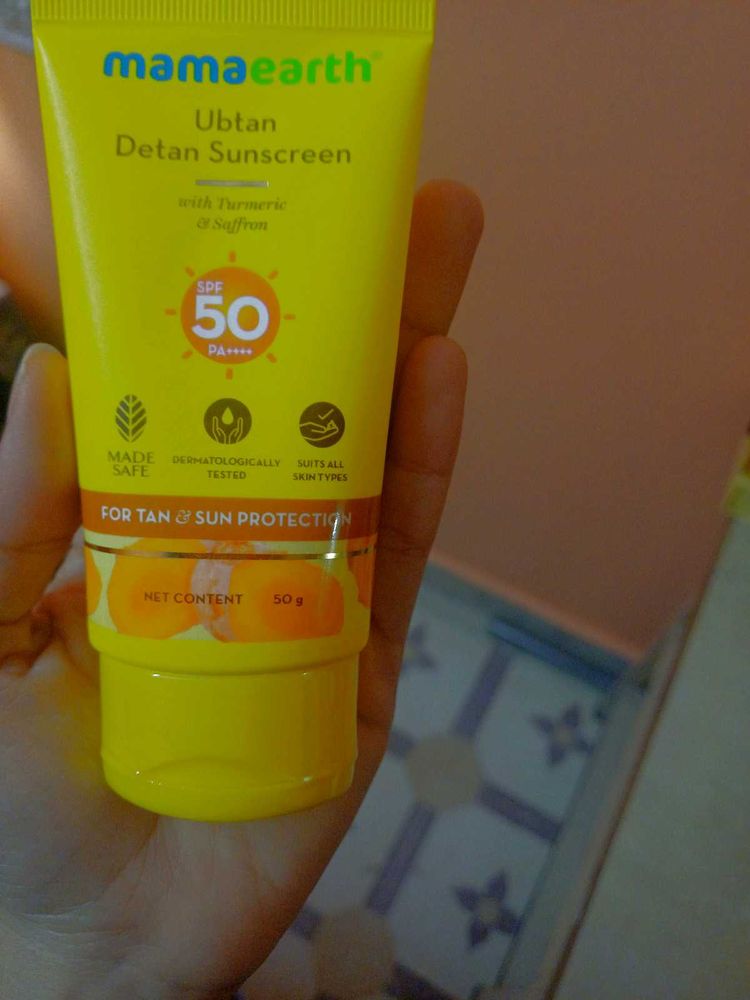 mamaearth
Ubtan
Detan Sunscreen
with Turmeric
& Saffron
SPF
50
PA++++
MADE
SAFE
DERMATOLOGICALLY
TESTED
SUITS ALL
SKIN TYPES
FOR TAN & SUN PROTECTION
NET CONTENT 50 g